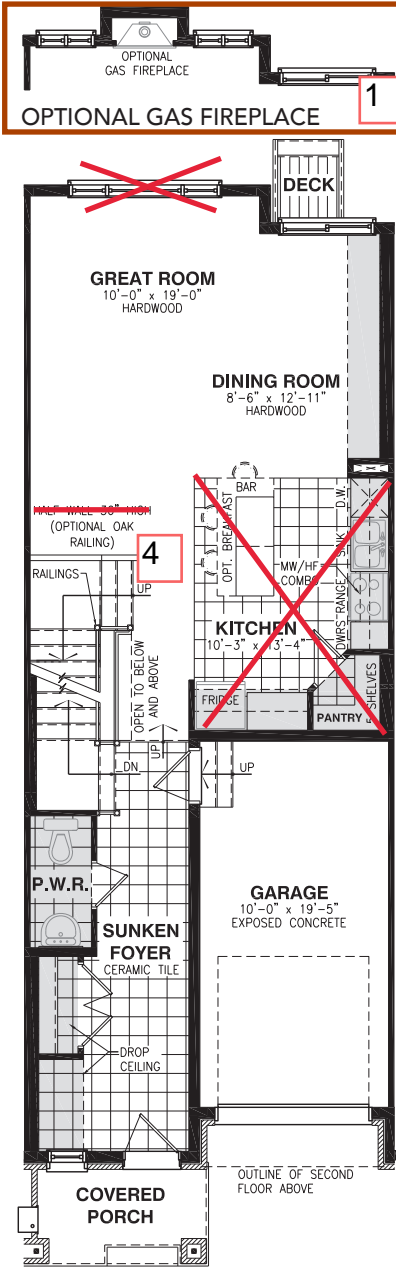 OPTIONAL
GAS FIREPLACE
OPTIONAL GAS FIREPLACE
1
DECK
GREAT ROOM
10'-0" x 19'-0"
HARDWOOD
DINING ROOM
8'-6" x 12'-11"
HARDWOOD
BAR
OPT. BREAKFAST
D.W.
SINK
RANGE
DWRS
MW/HF
COMBO
HALF WALL 36" HIGH
(OPTIONAL OAK
RAILING)
4
RAILINGS
UP
KITCHEN
10'-3" x 13'-4"
OPEN TO BELOW
AND ABOVE
FRIDGE
PANTRY
SHELVES
UP
DN
UP
P.W.R.
GARAGE
10'-0" x 19'-5"
EXPOSED CONCRETE
SUNKEN
FOYER
CERAMIC TILE
DROP
CEILING
OUTLINE OF SECOND
FLOOR ABOVE
COVERED
PORCH